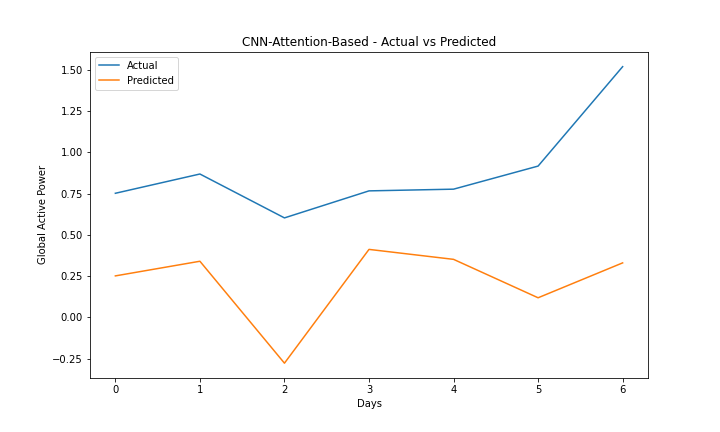 CNN-Attention-Based - Actual vs Predicted
Actual
Predicted
Global Active Power
1.50
1.25
1.00
0.75
0.50
0.25
0.00
−0.25
0 1 2 3 4 5 6
Days